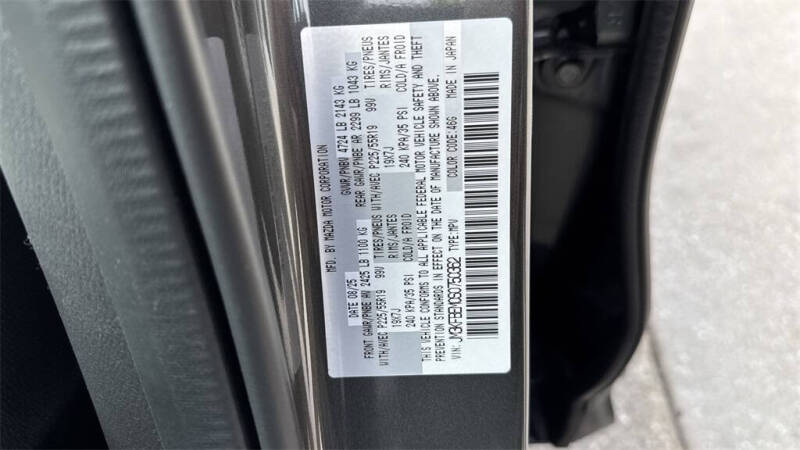 MFD. BY MAZDA MOTOR CORPORATION
DATE 08/25 GVWR/PNBV 4724 LB 2143 KG
FRONT GAWR/PNBE AV 2425 LB 1100 KG REAR GAWR/PNBE AR 2299 LB 1043 KG
WITH/AVEC P225/55R19 99V TIRES/PNEUS WITH/AVEC P225/55R19 99V TIRES/PNEUS
19X7J RIMS/JANTES 19X7J RIMS/JANTES
240 KPA/35 PSI COLD/A FROID 240 KPA/35 PSI COLD/A FROID
THIS VEHICLE CONFORMS TO ALL APPLICABLE FEDERAL MOTOR VEHICLE SAFETY AND THEFT
PREVENTION STANDARDS IN EFFECT ON THE DATE OF MANUFACTURE SHOWN ABOVE.
VIN: TYPE:MPV COLOR CODE:46G MADE IN JAPAN